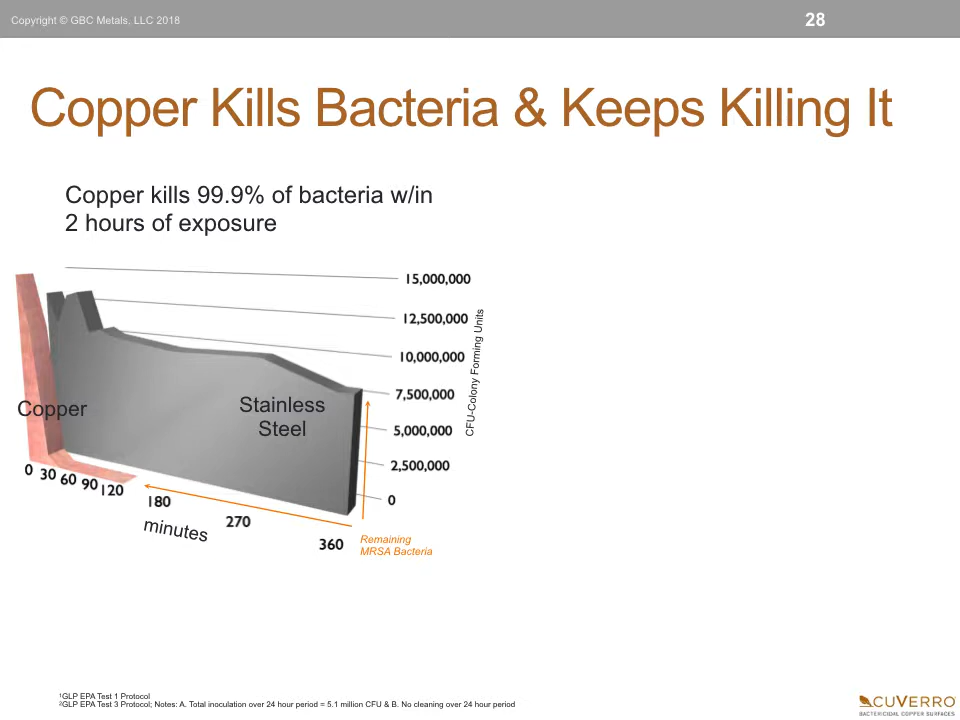 Copyright © GBC Metals, LLC 2018
28
Copper Kills Bacteria & Keeps Killing It
Copper kills 99.9% of bacteria w/in
2 hours of exposure
15,000,000
12,500,000
10,000,000
7,500,000
5,000,000
2,500,000
0
CFU-Colony Forming Units
Copper
Stainless
Steel
0 30 60 90 120
180
270
360
minutes
Remaining
MRSA Bacteria
¹GLP EPA Test 1 Protocol
²GLP EPA Test 3 Protocol; Notes: A. Total inoculation over 24 hour period = 5.1 million CFU & B. No cleaning over 24 hour period
CUVERRO
BACTERICIDAL COPPER SURFACES